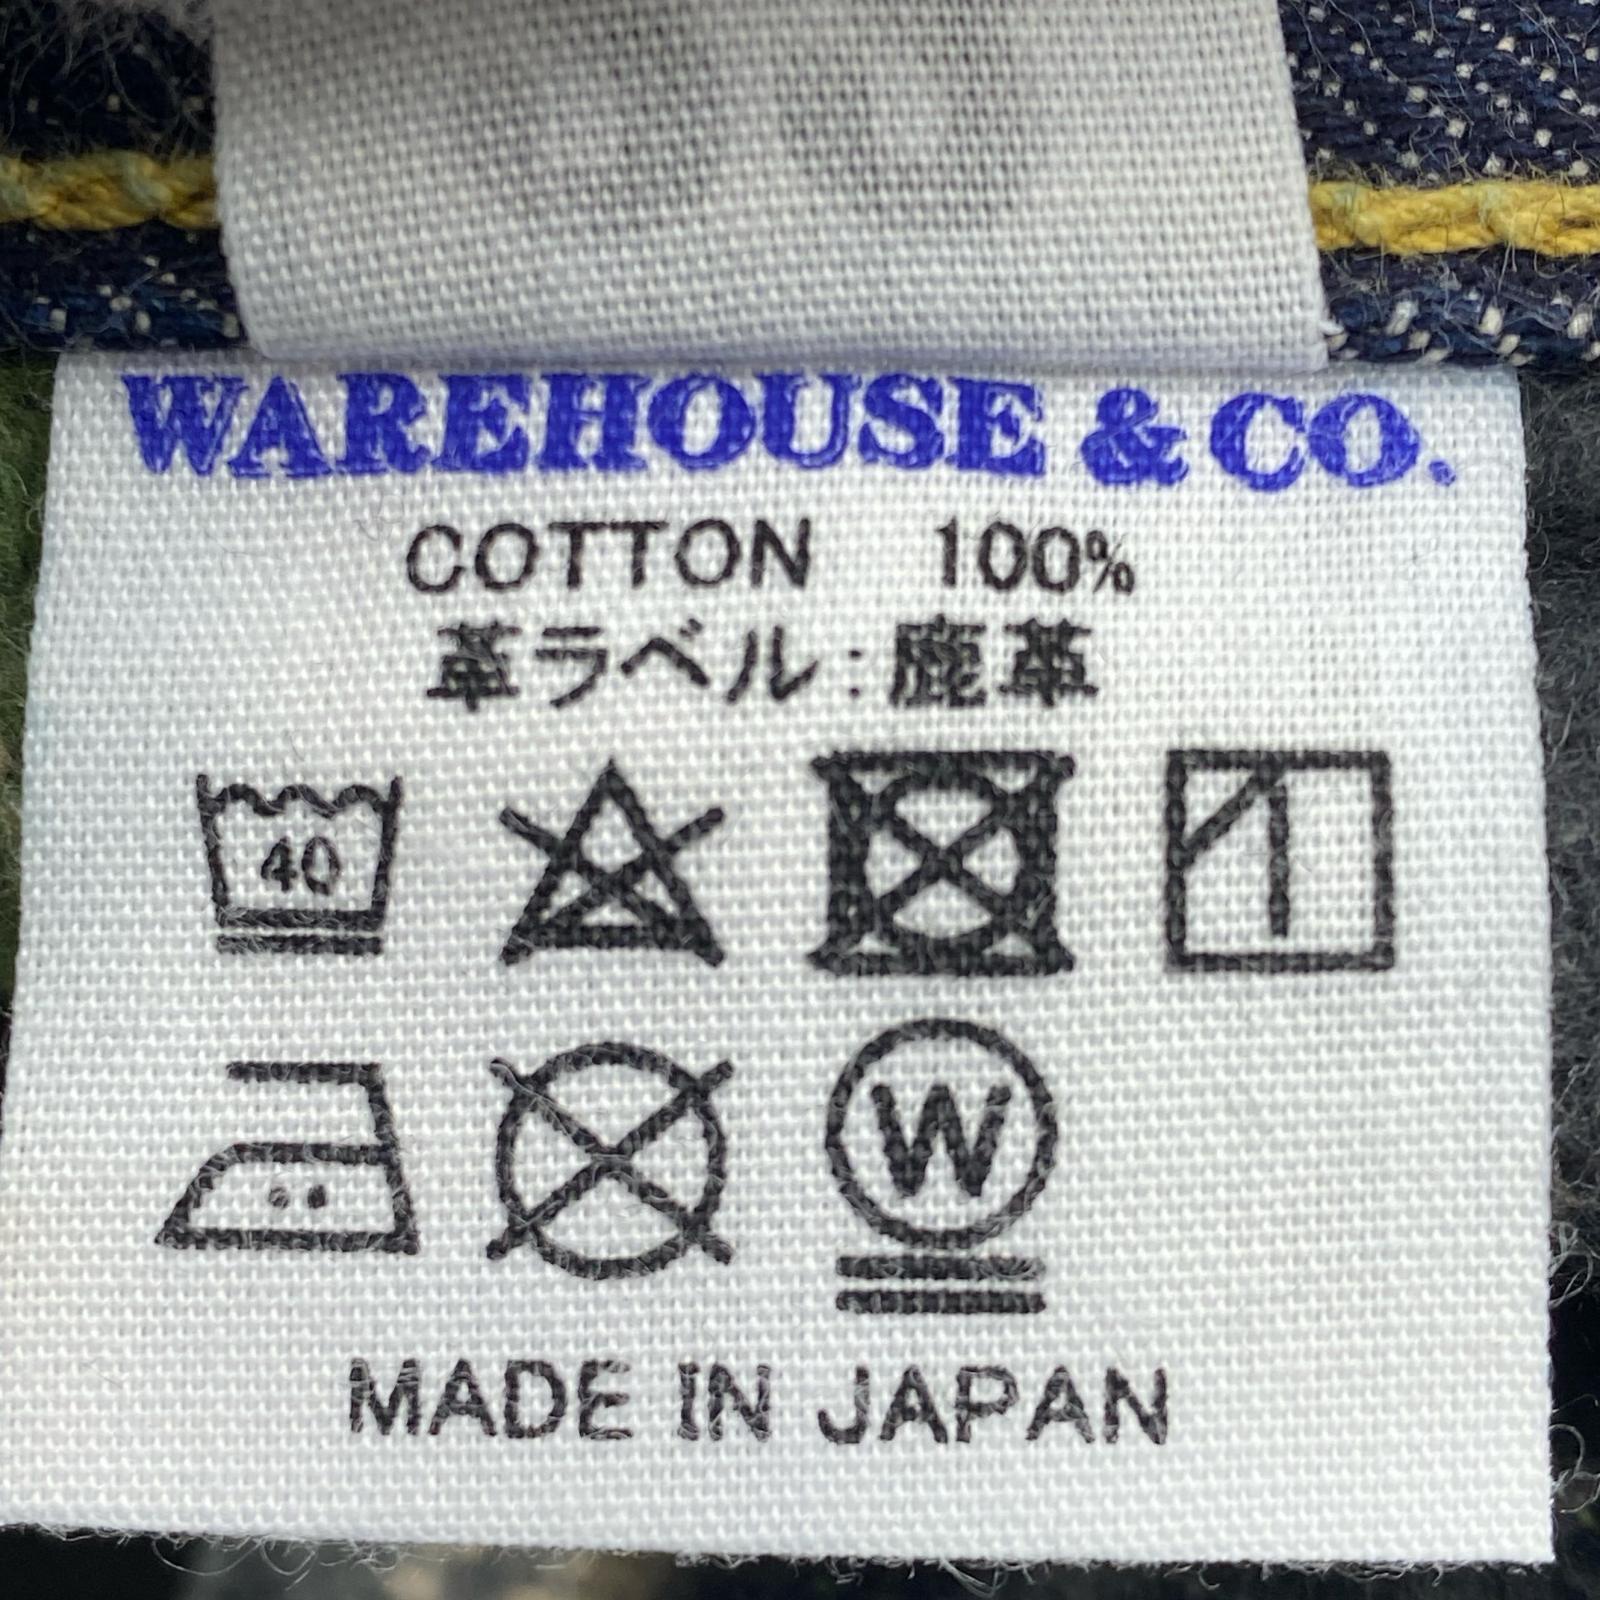 WAREHOUSE & CO.
COTTON 100%
革ラベル:鹿革
40
W
MADE IN JAPAN